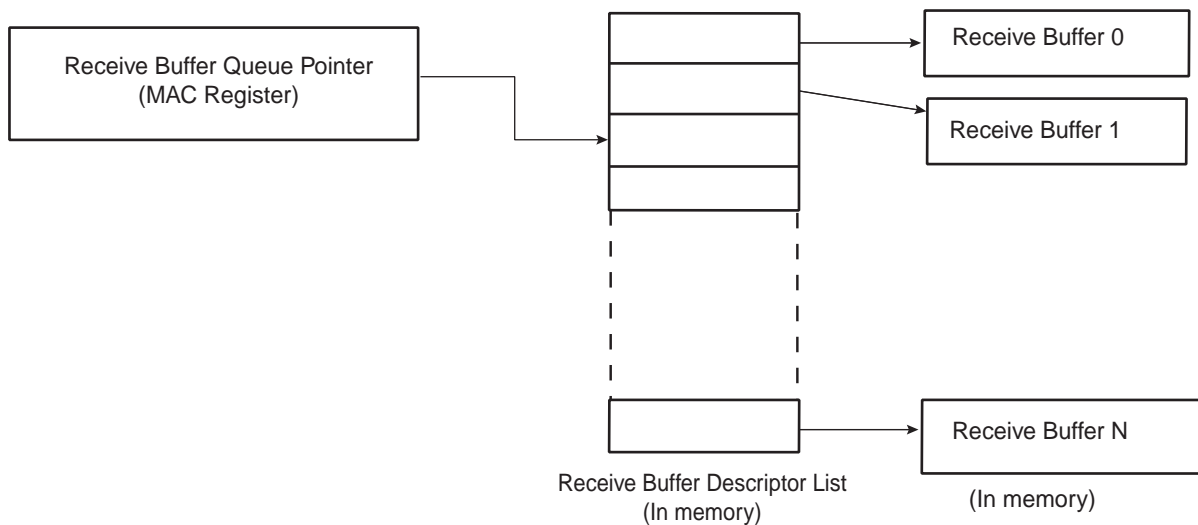 Receive Buffer Queue Pointer
(MAC Register)
Receive Buffer 0
Receive Buffer 1
Receive Buffer N
Receive Buffer Descriptor List
(In memory)
(In memory)